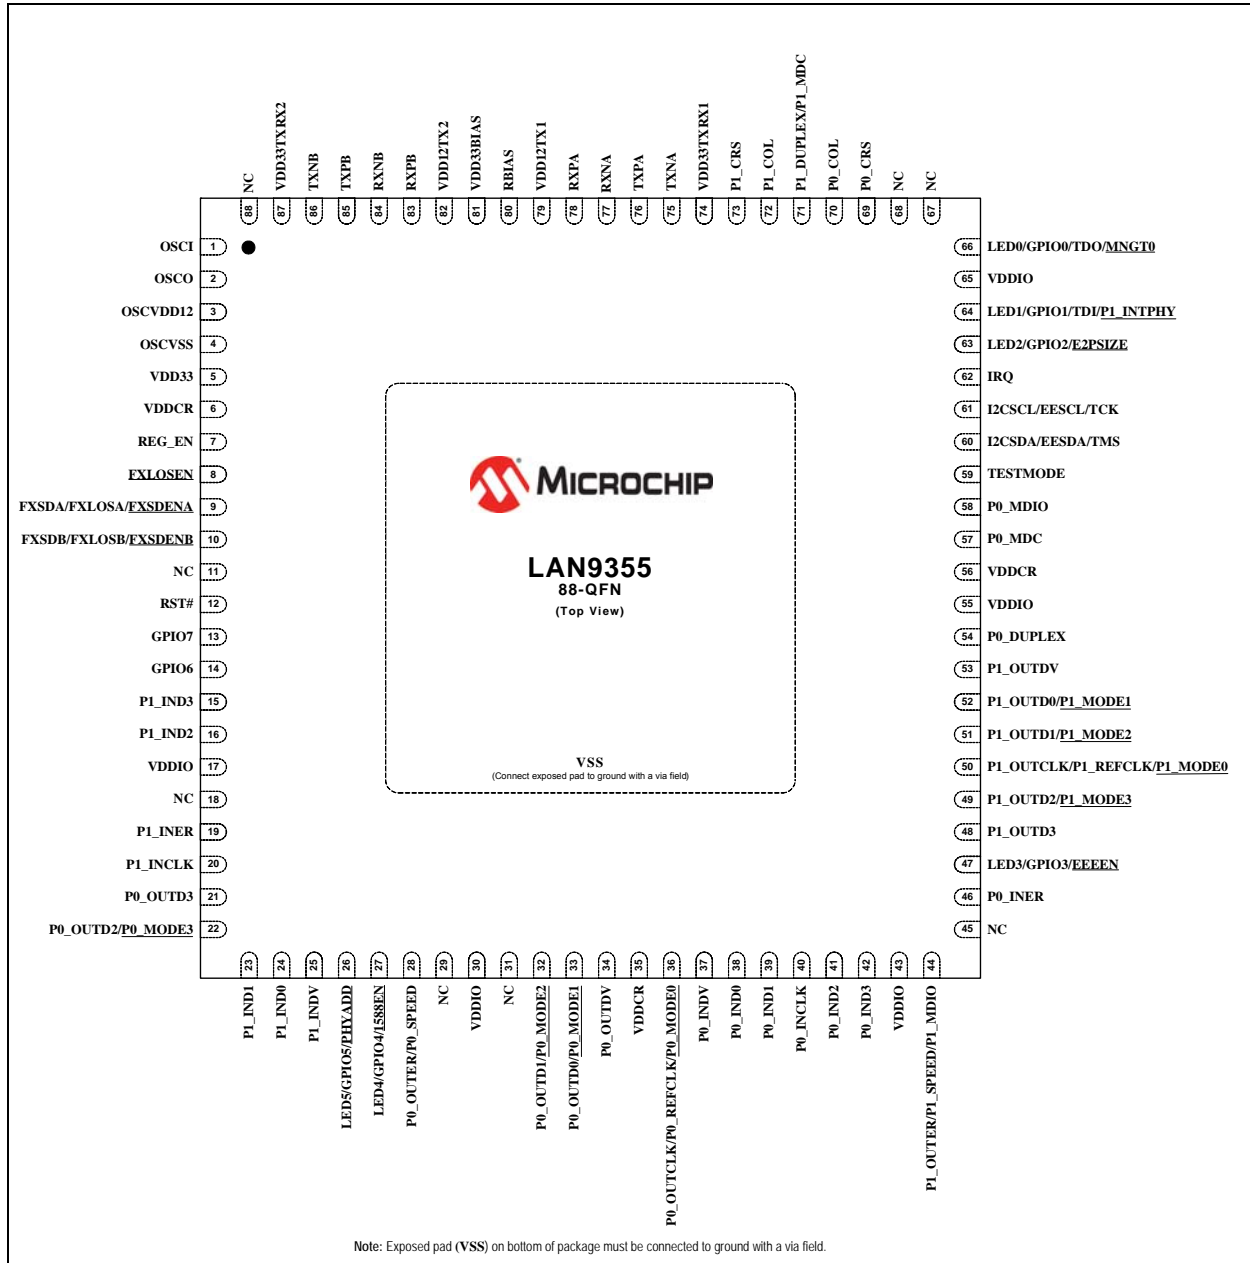 NC
VDD33TXRX2
TXNB
TXPB
RXNB
RXPB
VDD12TX2
VDD33BIAS
RBIAS
VDD12TX1
RXPA
RXNA
TXPA
TXNA
VDD33TXRX1
P1_CRS
P1_COL
P1_DUPLEX/P1_MDC
P0_COL
P0_CRS
NC
NC
88 87 86 85 84 83 82 81 80 79 78 77 76 75 74 73 72 71 70 69 68 67
OSCI 1
OSCO 2
OSCVDD12 3
OSCVSS 4
VDD33 5
VDDCR 6
REG_EN 7
FXLOSEN 8
FXSDA/FXLOSA/FXSDENA 9
FXSDB/FXLOSB/FXSDENB 10
NC 11
RST# 12
GPIO7 13
GPIO6 14
P1_IND3 15
P1_IND2 16
VDDIO 17
NC 18
P1_INER 19
P1_INCLK 20
P0_OUTD3 21
P0_OUTD2/P0_MODE3 22
MICROCHIP
LAN9355
88-QFN
(Top View)
VSS
(Connect exposed pad to ground with a via field)
66 LED0/GPIO0/TDO/MNGT0
65 VDDIO
64 LED1/GPIO1/TDI/P1_INTPHY
63 LED2/GPIO2/E2PSIZE
62 IRQ
61 I2CSCL/EESCL/TCK
60 I2CSDA/EESDA/TMS
59 TESTMODE
58 P0_MDIO
57 P0_MDC
56 VDDCR
55 VDDIO
54 P0_DUPLEX
53 P1_OUTDV
52 P1_OUTD0/P1_MODE1
51 P1_OUTD1/P1_MODE2
50 P1_OUTCLK/P1_REFCLK/P1_MODE0
49 P1_OUTD2/P1_MODE3
48 P1_OUTD3
47 LED3/GPIO3/EEEEN
46 P0_INER
45 NC
23 24 25 26 27 28 29 30 31 32 33 34 35 36 37 38 39 40 41 42 43 44
P1_IND1
P1_IND0
P1_INDV
LED5/GPIO5/PHYADD
LED4/GPIO4/1588EN
P0_OUTER/P0_SPEED
NC
VDDIO
NC
P0_OUTD1/P0_MODE2
P0_OUTD0/P0_MODE1
P0_OUTDV
VDDCR
P0_OUTCLK/P0_REFCLK/P0_MODE0
P0_INDV
P0_IND0
P0_IND1
P0_INCLK
P0_IND2
P0_IND3
VDDIO
P1_OUTER/P1_SPEED/P1_MDIO
Note: Exposed pad (VSS) on bottom of package must be connected to ground with a via field.